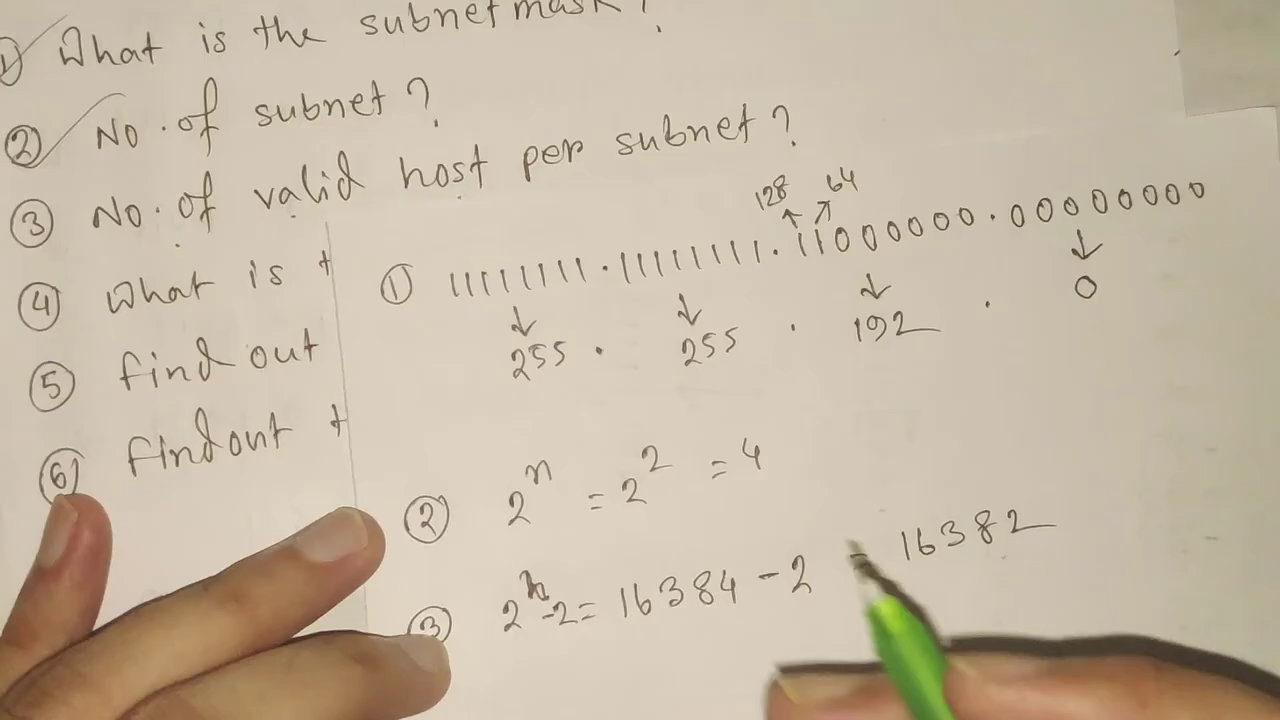 ① What is the subnetmask?
② No. of subnet?
③ No. of valid host per subnet?
④ What is
⑤ find out
⑥ findout
128 64
① 11111111.11111111.11000000.00000000
255 . 255 . 192 . 0
② 2^n = 2^2 = 4
③ 2^h-2 = 16384 - 2 = 16382